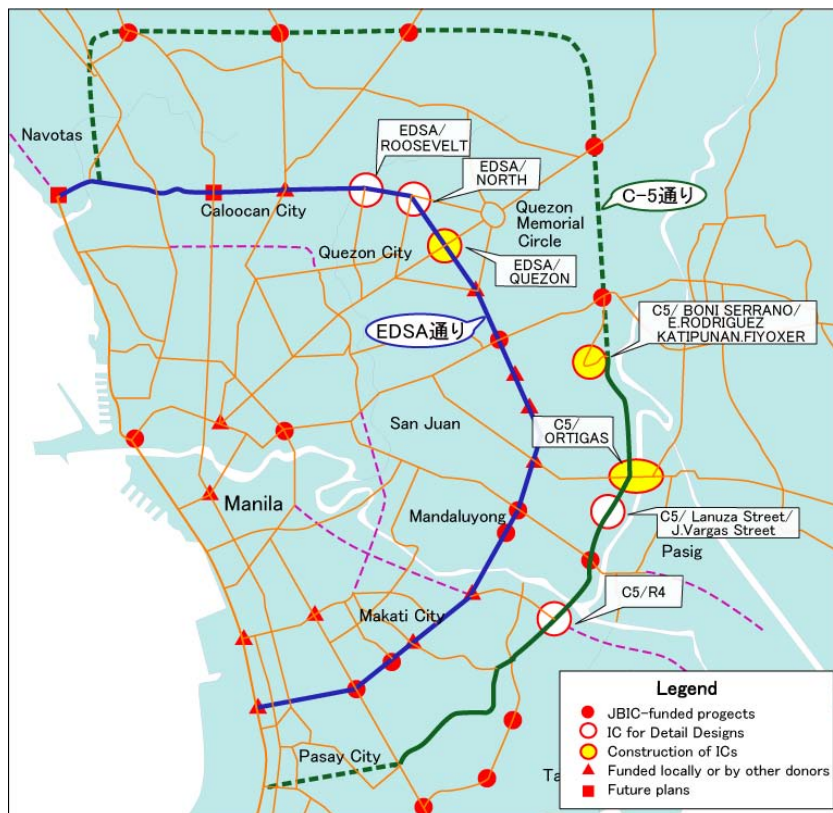 Navotas
EDSA/
ROOSEVELT
EDSA/
NORTH
C-5通り
Caloocan City
Quezon
Memorial
Circle
Quezon City
EDSA/
QUEZON
EDSA通り
C5/ BONI SERRANO/
E.RODRIGUEZ
KATIPUNAN.FIYOXER
San Juan
C5/
ORTIGAS
Manila
Mandaluyong
C5/ Lanuza Street/
J.Vargas Street
Pasig
Makati City
C5/R4
Pasay City
Ta
Legend
JBIC-funded progects
IC for Detail Designs
Construction of ICs
Funded locally or by other donors
Future plans